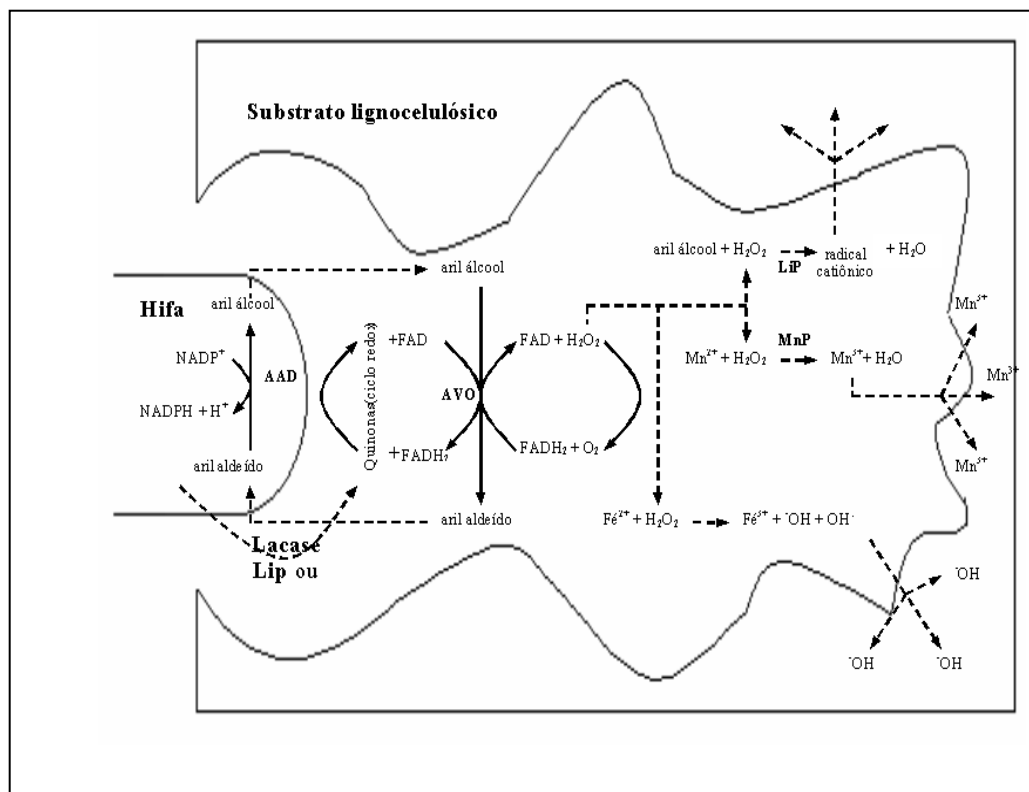 Substrato lignocelulósico
aril álcool + H₂O₂
LiP
radical
catiônico
+ H₂O
aril álcool
Hifa
aril álcool
Mn³⁺
NADP⁺
AAD
Quinonas(ciclo redox)
+FAD
FAD + H₂O₂
Mn²⁺ + H₂O₂
MnP
Mn³⁺ + H₂O
Mn³⁺
NADPH + H⁺
AVO
+FADH₂
FADH₂ + O₂
aril aldeído
Mn³⁺
aril aldeído
Fé²⁺ + H₂O₂
Fé³⁺ + ·OH + OH⁻
Lacase
Lip ou
·OH
·OH
·OH